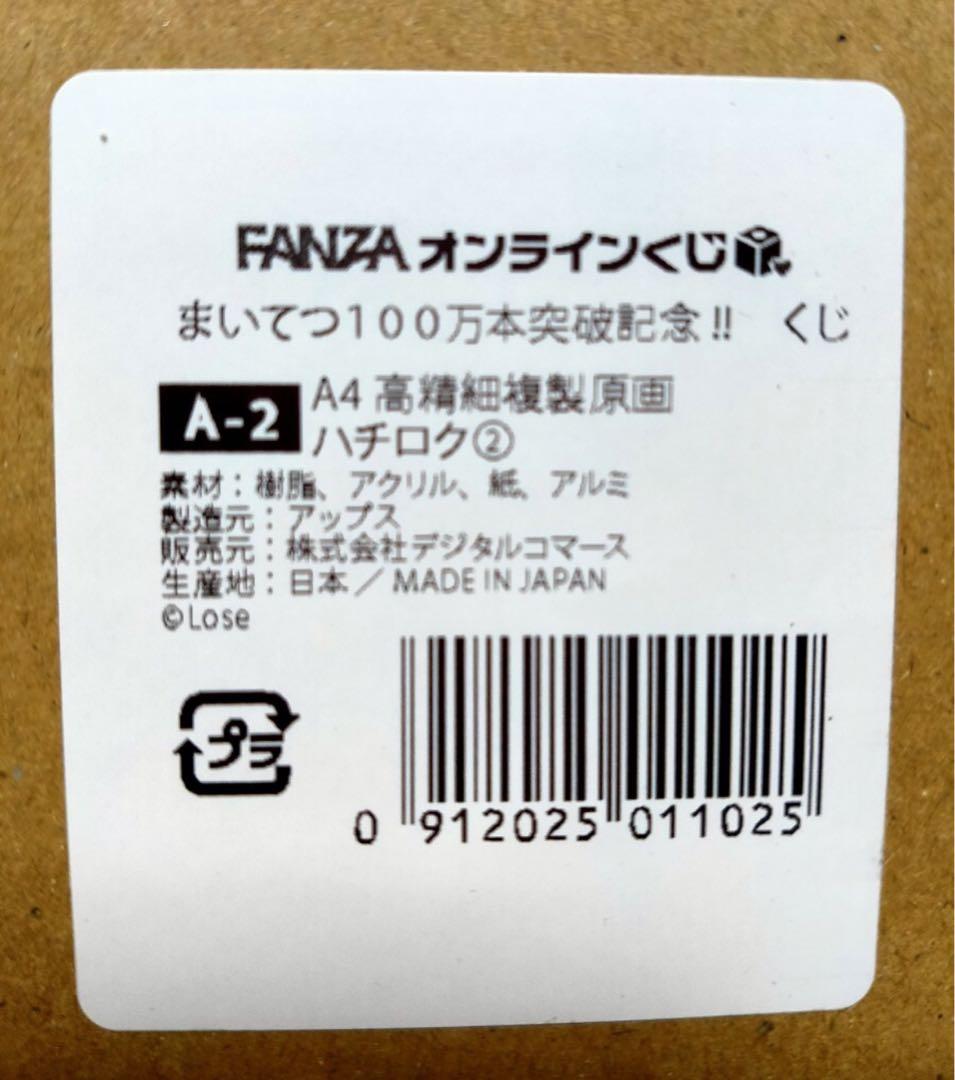 FANZA オンラインくじ
まいてつ100万本突破記念!! くじ
A-2
A4 高精細複製原画
ハチロク②
素材：樹脂、アクリル、紙、アルミ
製造元：アップス
販売元：株式会社デジタルコマース
生産地：日本／MADE IN JAPAN
©Lose
プラ
0 912025 011025